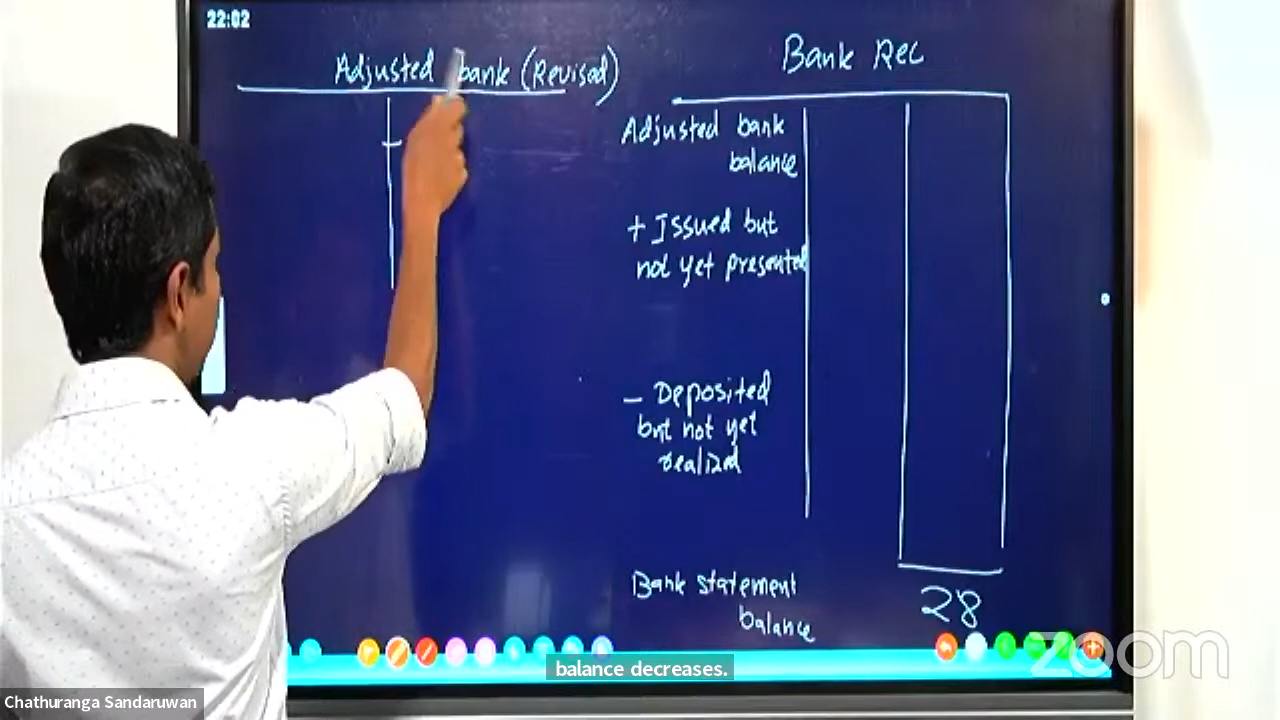 22:02
Adjusted bank (Revised)
Bank Rec
Adjusted bank
balance
+ Issued but
not yet presented
- Deposited
but not yet
realized
Bank statement
balance
28
balance decreases.
zoom
Chathuranga Sandaruwan